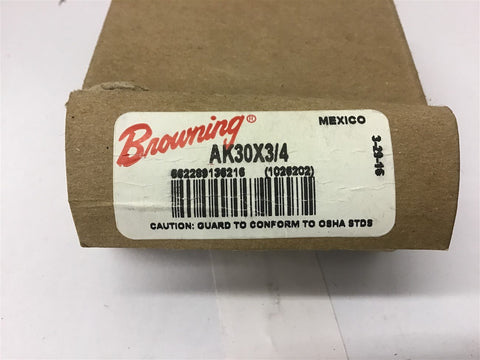 Browning®
MEXICO
AK30X3/4
662289136216 (1026202)
3-29-16
CAUTION: GUARD TO CONFORM TO OSHA STDS